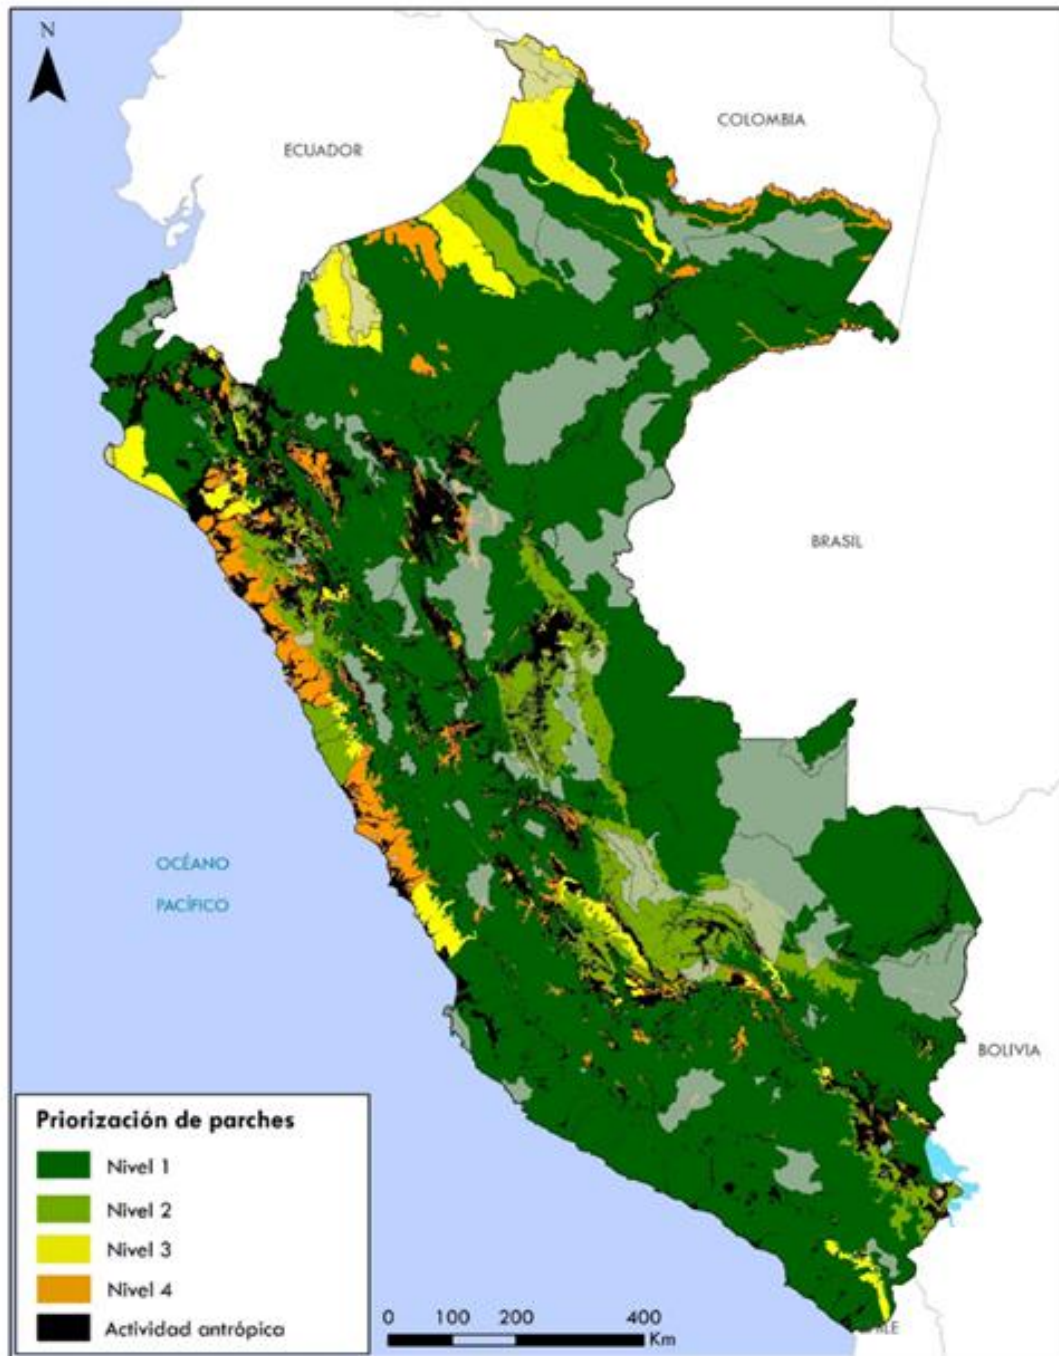 N
COLOMBIA
ECUADOR
BRASIL
OCÉANO
PACÍFICO
BOLIVIA
Priorización de parches
Nivel 1
Nivel 2
Nivel 3
Nivel 4
Actividad antrópica
0 100 200 400
Km